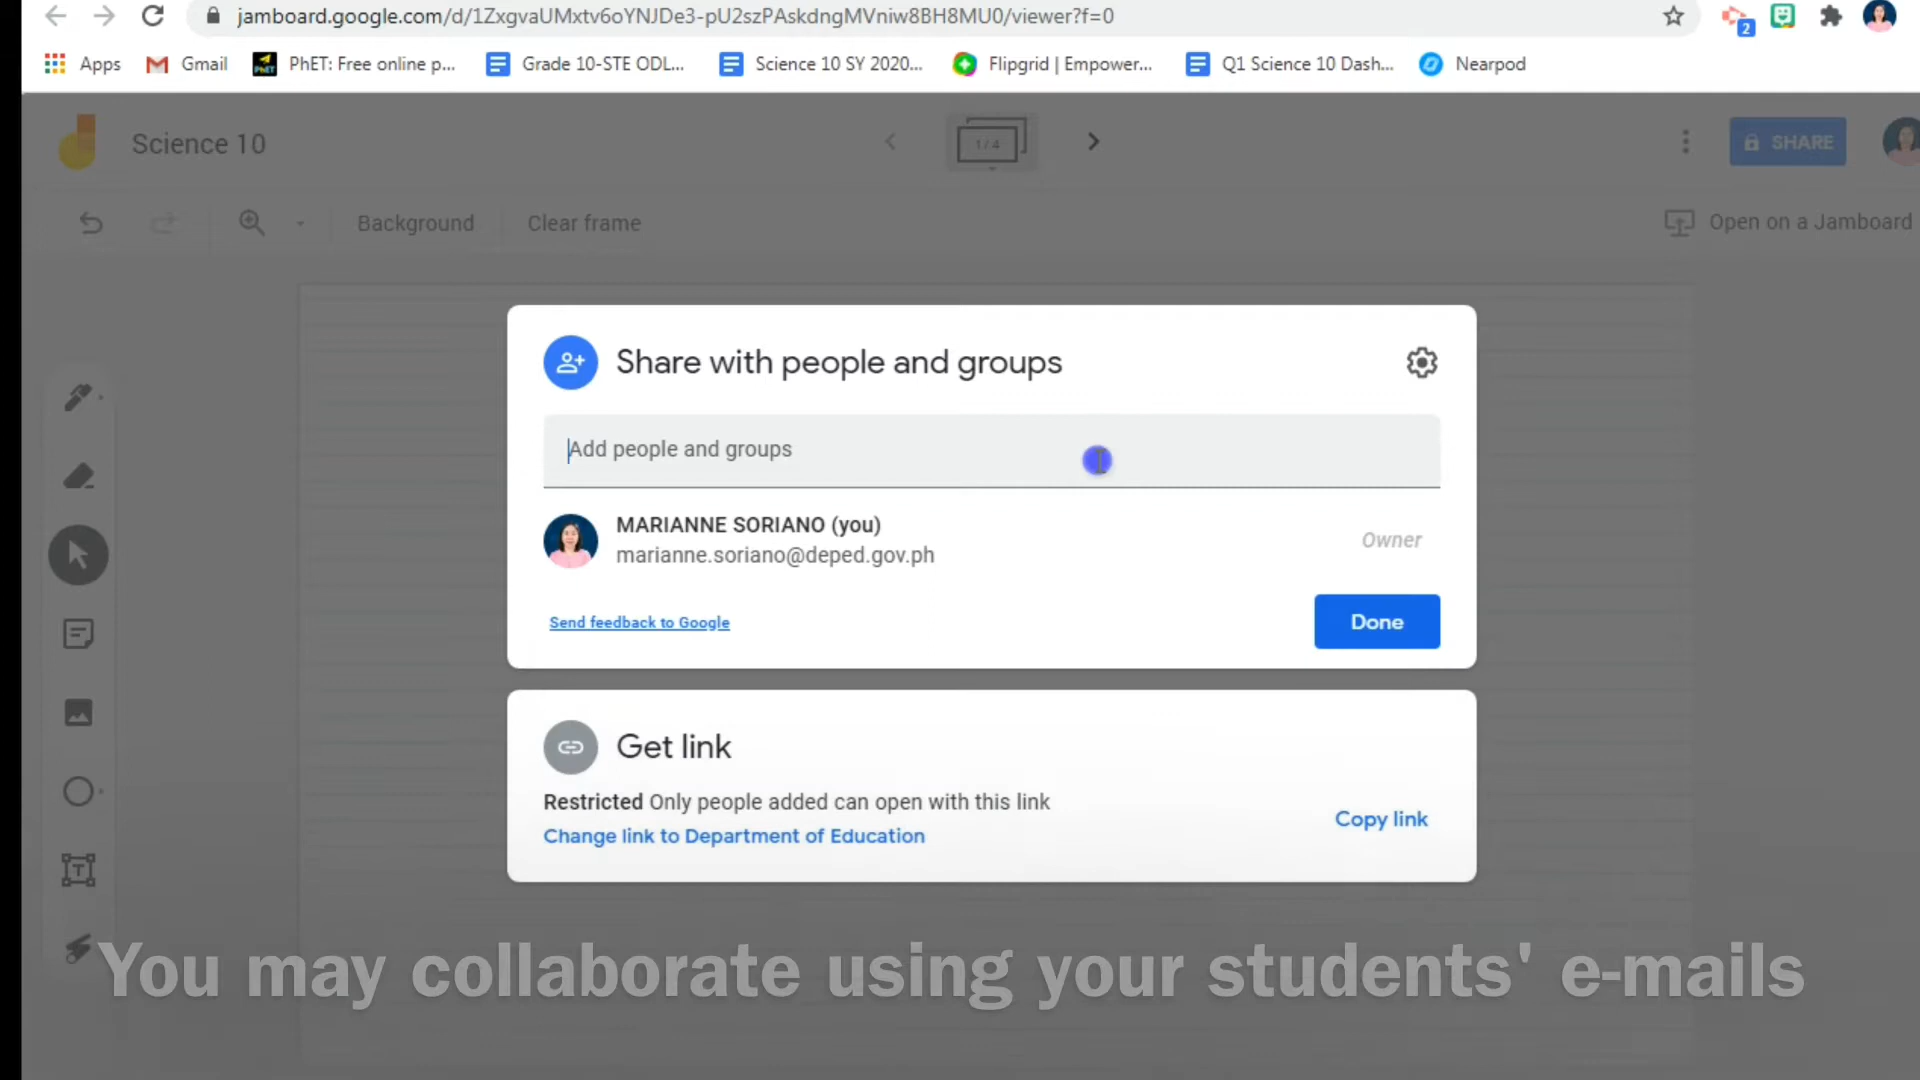 jamboard.google.com/d/1ZxgvaUMxtv6oYNJDe3-pU2szPAskdngMVniw8BH8MU0/viewer?f=0
2
Apps Gmail PhET: Free online p... Grade 10-STE ODL... Science 10 SY 2020... Flipgrid | Empower... Q1 Science 10 Dash... Nearpod
Science 10
1 / 4
SHARE
Background Clear frame
Open on a Jamboard
Share with people and groups
Add people and groups
MARIANNE SORIANO (you)
marianne.soriano@deped.gov.ph
Owner
Send feedback to Google
Done
Get link
Restricted Only people added can open with this link
Change link to Department of Education
Copy link
You may collaborate using your students' e-mails